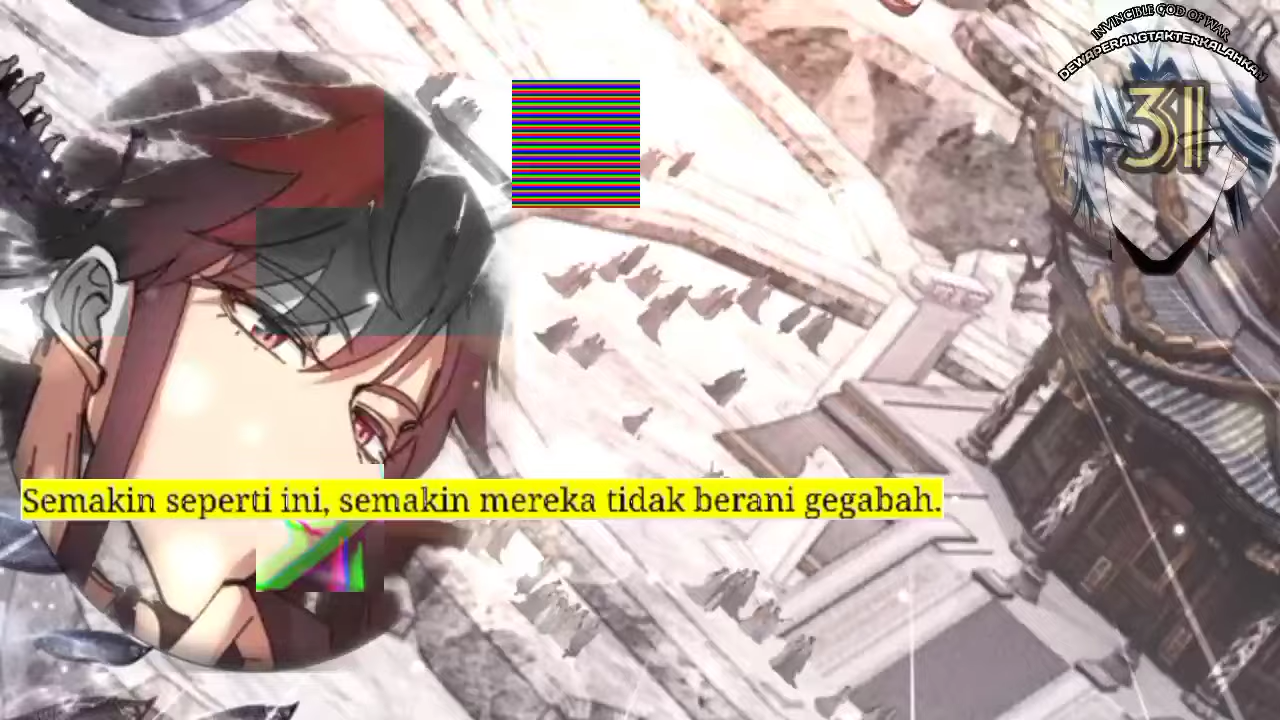 INVINCIBLE GOD OF WAR
DEWAPERANGTAKTERKALAHKAN
31
Semakin seperti ini, semakin mereka tidak berani gegabah.